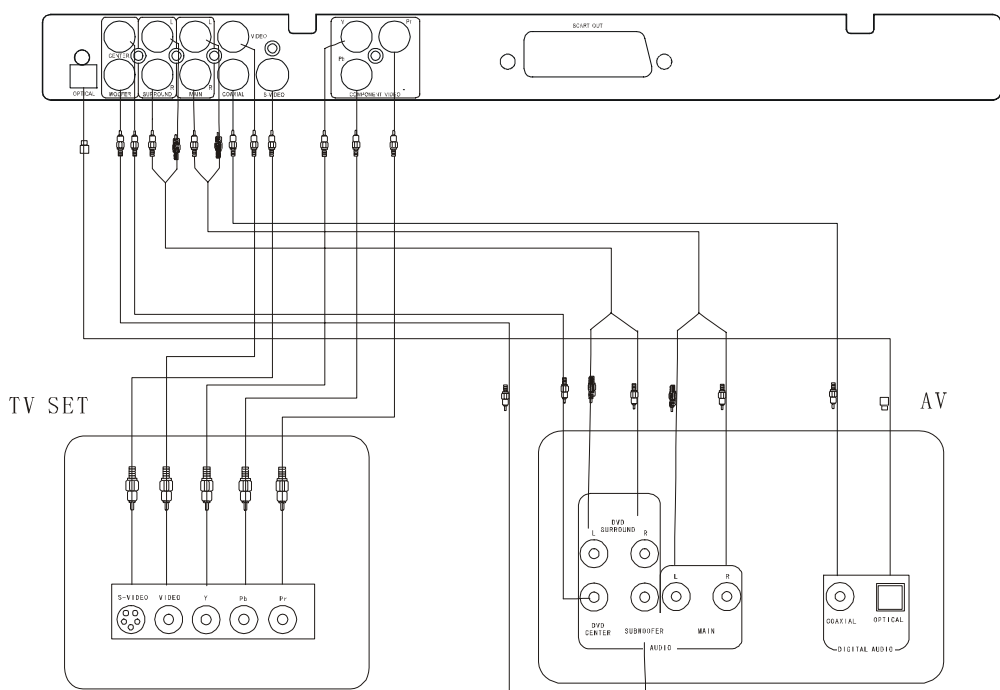 SCART OUT
Y
Pr
L
L
VIDEO
CENTER
Pb
R
R
OPTICAL
WOOFER
SURROUND
MAIN
COAXIAL
S-VIDEO
COMPONENT VIDEO
TV SET
AV
DVD
SURROUND
L
R
L
R
S-VIDEO
VIDEO
Y
Pb
Pr
COAXIAL
OPTICAL
DVD
CENTER
SUBWOOFER
MAIN
AUDIO
DIGITAL AUDIO